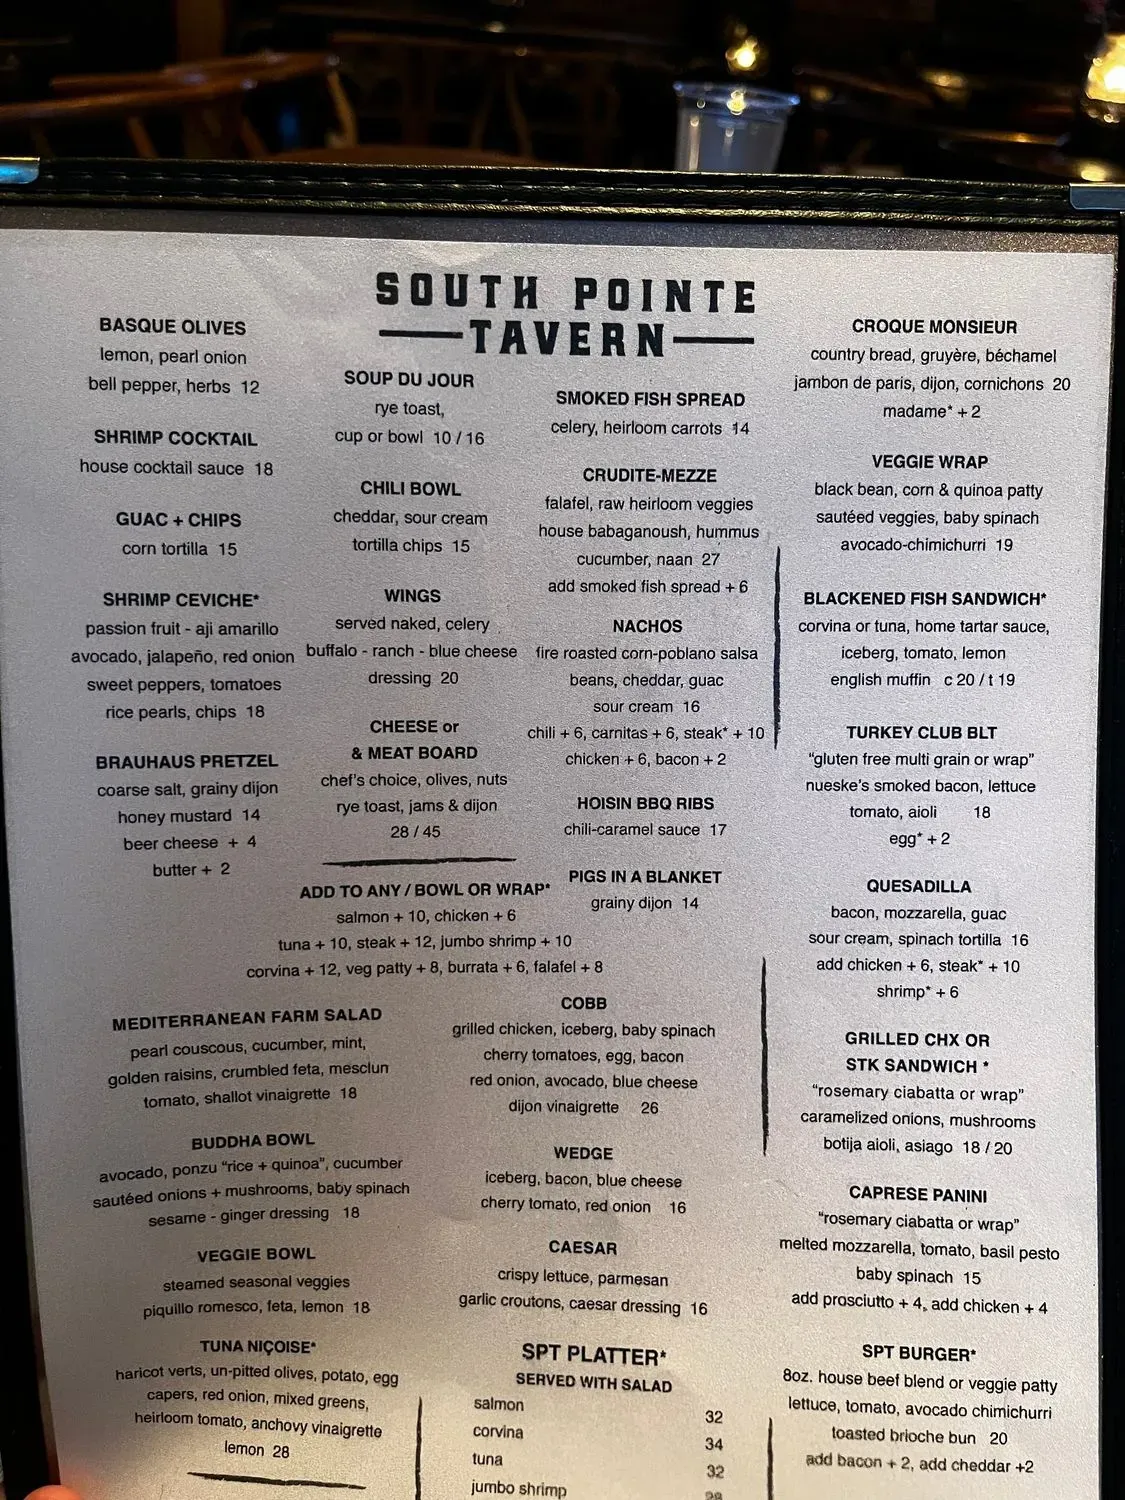 SOUTH POINTE
TAVERN
BASQUE OLIVES
lemon, pearl onion
bell pepper, herbs 12
SHRIMP COCKTAIL
house cocktail sauce 18
GUAC + CHIPS
corn tortilla 15
SHRIMP CEVICHE*
passion fruit - aji amarillo
avocado, jalapeño, red onion
sweet peppers, tomatoes
rice pearls, chips 18
BRAUHAUS PRETZEL
coarse salt, grainy dijon
honey mustard 14
beer cheese + 4
butter + 2
SOUP DU JOUR
rye toast,
cup or bowl 10 / 16
CHILI BOWL
cheddar, sour cream
tortilla chips 15
WINGS
served naked, celery
buffalo - ranch - blue cheese
dressing 20
CHEESE or
& MEAT BOARD
chef's choice, olives, nuts
rye toast, jams & dijon
28 / 45
SMOKED FISH SPREAD
celery, heirloom carrots 14
CRUDITE-MEZZE
falafel, raw heirloom veggies
house babaganoush, hummus
cucumber, naan 27
add smoked fish spread + 6
NACHOS
fire roasted corn-poblano salsa
beans, cheddar, guac
sour cream 16
chili + 6, carnitas + 6, steak* + 10
chicken + 6, bacon + 2
HOISIN BBQ RIBS
chili-caramel sauce 17
PIGS IN A BLANKET
grainy dijon 14
ADD TO ANY / BOWL OR WRAP*
salmon + 10, chicken + 6
tuna + 10, steak + 12, jumbo shrimp + 10
corvina + 12, veg patty + 8, burrata + 6, falafel + 8
MEDITERRANEAN FARM SALAD
pearl couscous, cucumber, mint,
golden raisins, crumbled feta, mesclun
tomato, shallot vinaigrette 18
BUDDHA BOWL
avocado, ponzu "rice + quinoa", cucumber
sautéed onions + mushrooms, baby spinach
sesame - ginger dressing 18
VEGGIE BOWL
steamed seasonal veggies
piquillo romesco, feta, lemon 18
TUNA NIÇOISE*
haricot verts, un-pitted olives, potato, egg
capers, red onion, mixed greens,
heirloom tomato, anchovy vinaigrette
lemon 28
COBB
grilled chicken, iceberg, baby spinach
cherry tomatoes, egg, bacon
red onion, avocado, blue cheese
dijon vinaigrette 26
WEDGE
iceberg, bacon, blue cheese
cherry tomato, red onion 16
CAESAR
crispy lettuce, parmesan
garlic croutons, caesar dressing 16
SPT PLATTER*
SERVED WITH SALAD
salmon 32
corvina 34
tuna 32
jumbo shrimp
CROQUE MONSIEUR
country bread, gruyère, béchamel
jambon de paris, dijon, cornichons 20
madame* + 2
VEGGIE WRAP
black bean, corn & quinoa patty
sautéed veggies, baby spinach
avocado-chimichurri 19
BLACKENED FISH SANDWICH*
corvina or tuna, home tartar sauce,
iceberg, tomato, lemon
english muffin c 20 / t 19
TURKEY CLUB BLT
"gluten free multi grain or wrap"
nueske's smoked bacon, lettuce
tomato, aioli 18
egg* + 2
QUESADILLA
bacon, mozzarella, guac
sour cream, spinach tortilla 16
add chicken + 6, steak* + 10
shrimp* + 6
GRILLED CHX OR
STK SANDWICH *
"rosemary ciabatta or wrap"
caramelized onions, mushrooms
botija aioli, asiago 18 / 20
CAPRESE PANINI
"rosemary ciabatta or wrap"
melted mozzarella, tomato, basil pesto
baby spinach 15
add prosciutto + 4, add chicken + 4
SPT BURGER*
8oz. house beef blend or veggie patty
lettuce, tomato, avocado chimichurri
toasted brioche bun 20
add bacon + 2, add cheddar +2